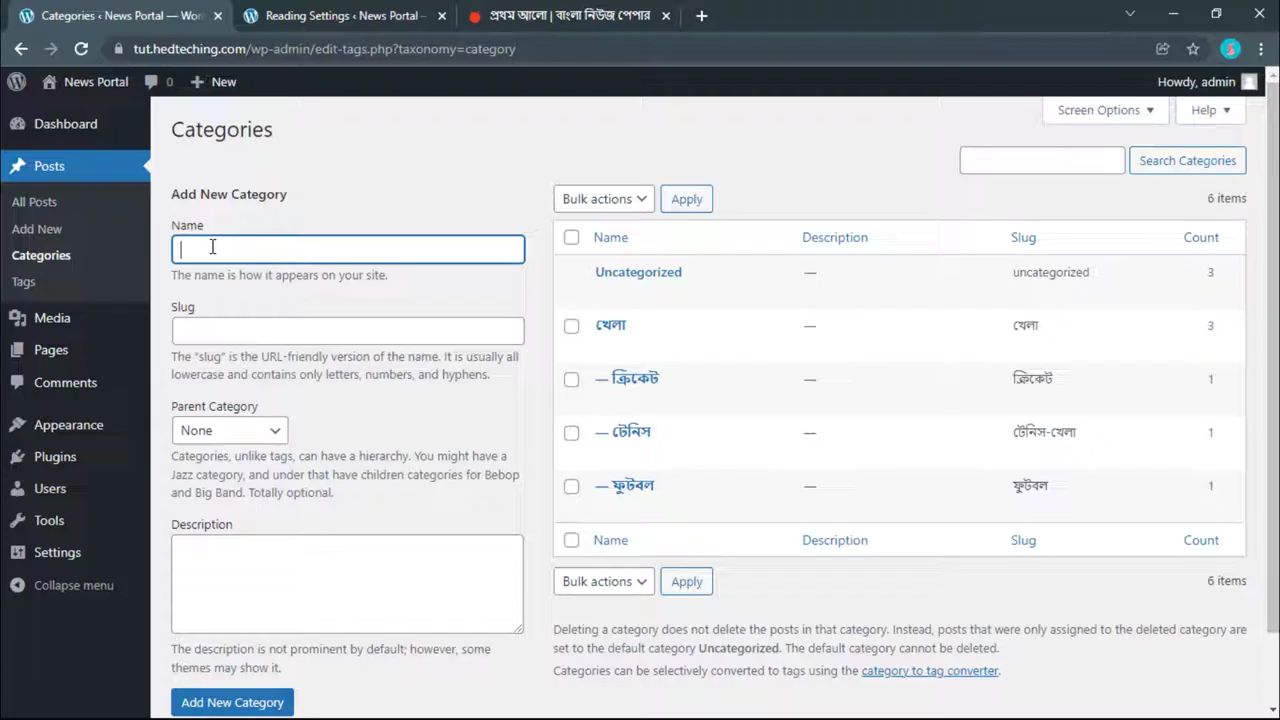 Categories ‹ News Portal — Wor
Reading Settings ‹ News Portal –
প্রথম আলো | বাংলা নিউজ পেপার
tut.hedteching.com/wp-admin/edit-tags.php?taxonomy=category
News Portal
0
New
Howdy, admin
Dashboard
Posts
All Posts
Add New
Categories
Tags
Media
Pages
Comments
Appearance
Plugins
Users
Tools
Settings
Collapse menu
Screen Options
Help
Categories
Search Categories
Add New Category
Name
The name is how it appears on your site.
Slug
The “slug” is the URL-friendly version of the name. It is usually all
lowercase and contains only letters, numbers, and hyphens.
Parent Category
None
Categories, unlike tags, can have a hierarchy. You might have a
Jazz category, and under that have children categories for Bebop
and Big Band. Totally optional.
Description
The description is not prominent by default; however, some
themes may show it.
Add New Category
Bulk actions
Apply
6 items
Name Description Slug Count
Uncategorized — uncategorized 3
খেলা — খেলা 3
— ক্রিকেট — ক্রিকেট 1
— টেনিস — টেনিস-খেলা 1
— ফুটবল — ফুটবল 1
Name Description Slug Count
Bulk actions
Apply
6 items
Deleting a category does not delete the posts in that category. Instead, posts that were only assigned to the deleted category are
set to the default category Uncategorized. The default category cannot be deleted.
Categories can be selectively converted to tags using the category to tag converter.